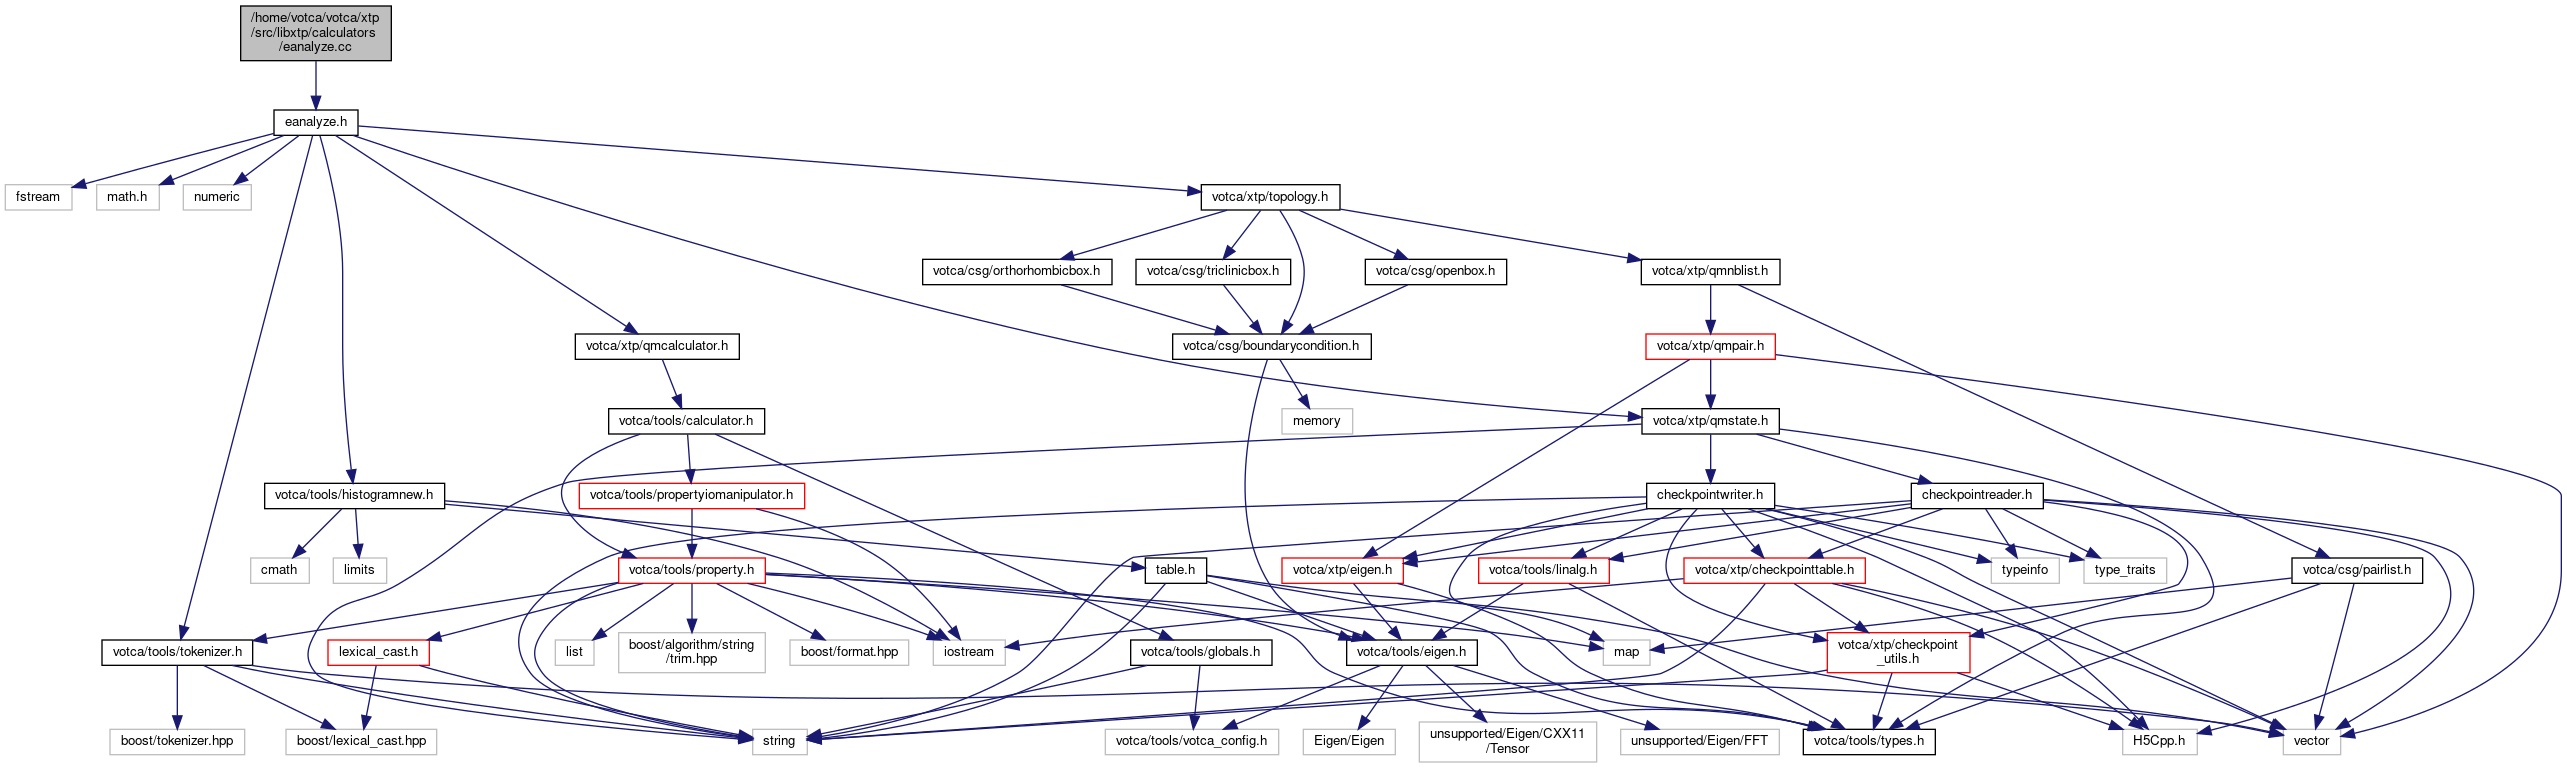 /home/votca/votca/xtp
/src/libxtp/calculators
/eanalyze.cc
eanalyze.h
fstream
math.h
numeric
votca/xtp/topology.h
votca/csg/orthorhombicbox.h
votca/csg/triclinicbox.h
votca/csg/openbox.h
votca/xtp/qmnblist.h
votca/xtp/qmcalculator.h
votca/csg/boundarycondition.h
votca/xtp/qmpair.h
votca/tools/calculator.h
memory
votca/xtp/qmstate.h
votca/tools/histogramnew.h
votca/tools/propertyiomanipulator.h
checkpointwriter.h
checkpointreader.h
cmath
limits
votca/tools/property.h
table.h
votca/xtp/eigen.h
votca/tools/linalg.h
votca/xtp/checkpointtable.h
typeinfo
type_traits
votca/csg/pairlist.h
votca/tools/tokenizer.h
lexical_cast.h
list
boost/algorithm/string
/trim.hpp
boost/format.hpp
iostream
votca/tools/globals.h
votca/tools/eigen.h
map
votca/xtp/checkpoint
_utils.h
boost/tokenizer.hpp
boost/lexical_cast.hpp
string
votca/tools/votca_config.h
Eigen/Eigen
unsupported/Eigen/CXX11
/Tensor
unsupported/Eigen/FFT
votca/tools/types.h
H5Cpp.h
vector